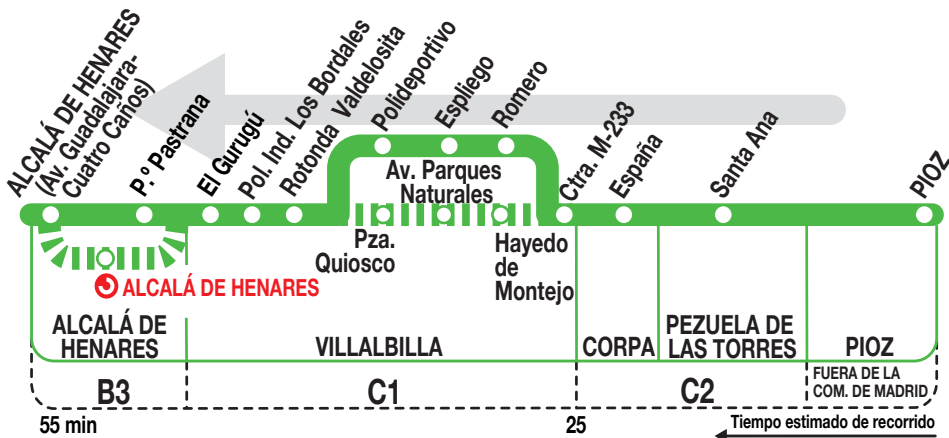 ALCALÁ DE HENARES
(Av. Guadalajara-
Cuatro Caños)
P.º Pastrana
El Gurugú
Pol. Ind. Los Bordales
Rotonda Valdelosita
Polideportivo
Espliego
Romero
Ctra. M-233
España
Santa Ana
PIOZ
Av. Parques
Naturales
Pza.
Quiosco
Hayedo
de
Montejo
ALCALÁ DE HENARES
ALCALÁ DE
HENARES
VILLALBILLA
CORPA
PEZUELA DE
LAS TORRES
PIOZ
B3
C1
C2
FUERA DE LA
COM. DE MADRID
55 min
25
Tiempo estimado de recorrido